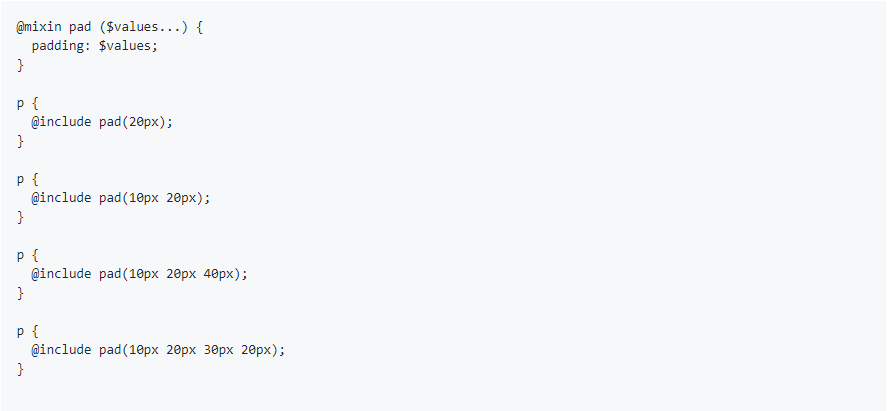 @mixin pad ($values...) {
  padding: $values;
}

p {
  @include pad(20px);
}

p {
  @include pad(10px 20px);
}

p {
  @include pad(10px 20px 40px);
}

p {
  @include pad(10px 20px 30px 20px);
}